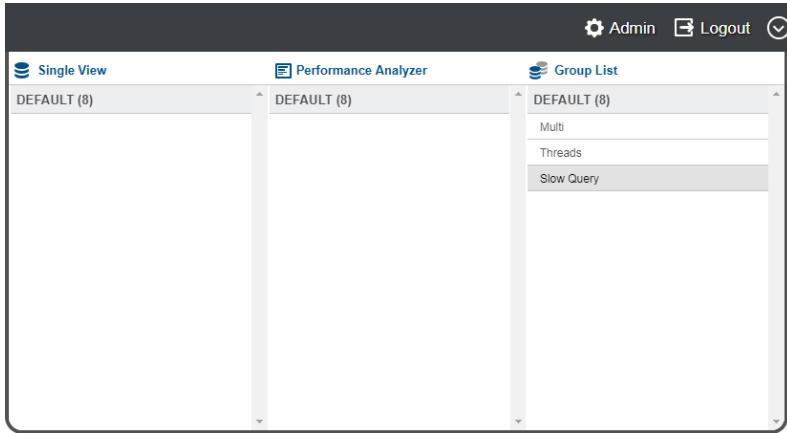 Admin Logout
Single View Performance Analyzer Group List
DEFAULT (8) DEFAULT (8) DEFAULT (8)
Multi
Threads
Slow Query